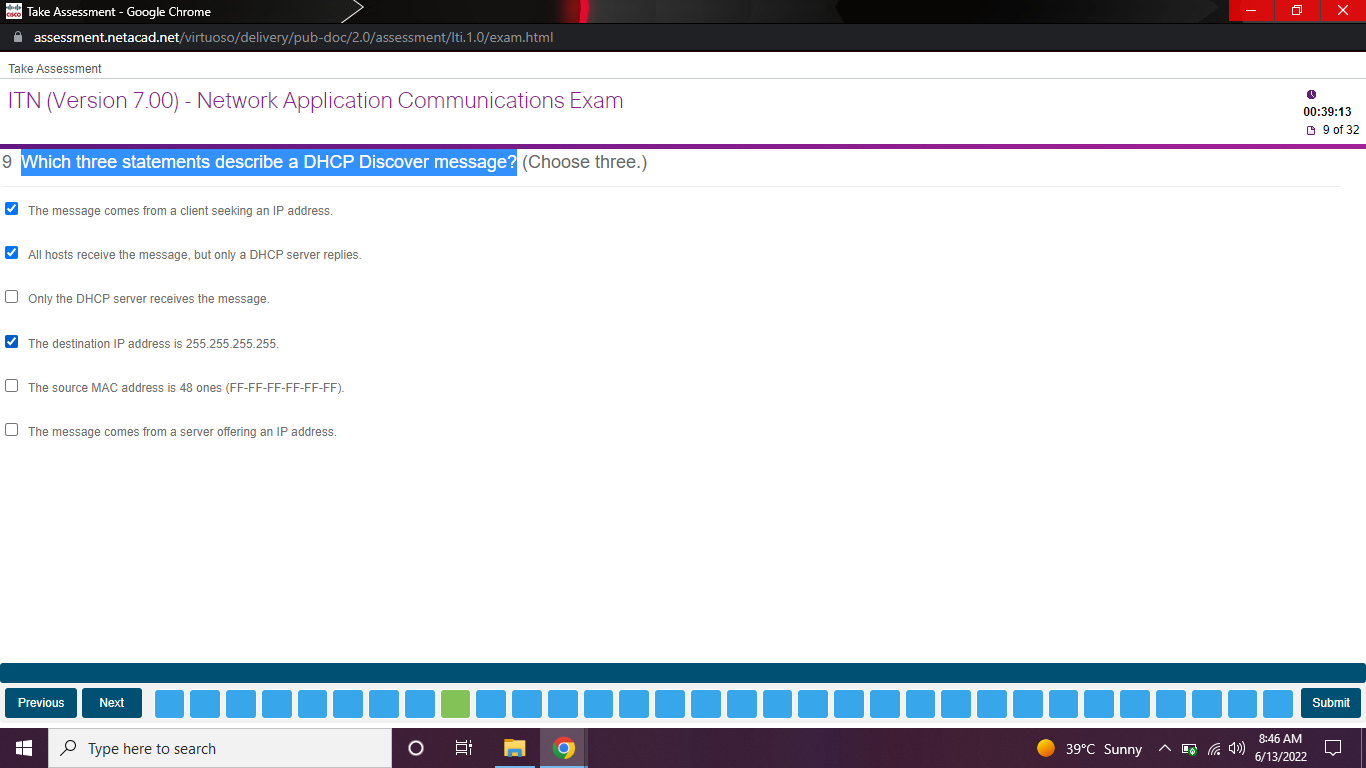 CISCO Take Assessment - Google Chrome
assessment.netacad.net/virtuoso/delivery/pub-doc/2.0/assessment/lti.1.0/exam.html
Take Assessment
ITN (Version 7.00) - Network Application Communications Exam
00:39:13
9 of 32
9 Which three statements describe a DHCP Discover message? (Choose three.)
The message comes from a client seeking an IP address.
All hosts receive the message, but only a DHCP server replies.
Only the DHCP server receives the message.
The destination IP address is 255.255.255.255.
The source MAC address is 48 ones (FF-FF-FF-FF-FF-FF).
The message comes from a server offering an IP address.
Previous Next Submit
Type here to search
39°C Sunny
8:46 AM
6/13/2022